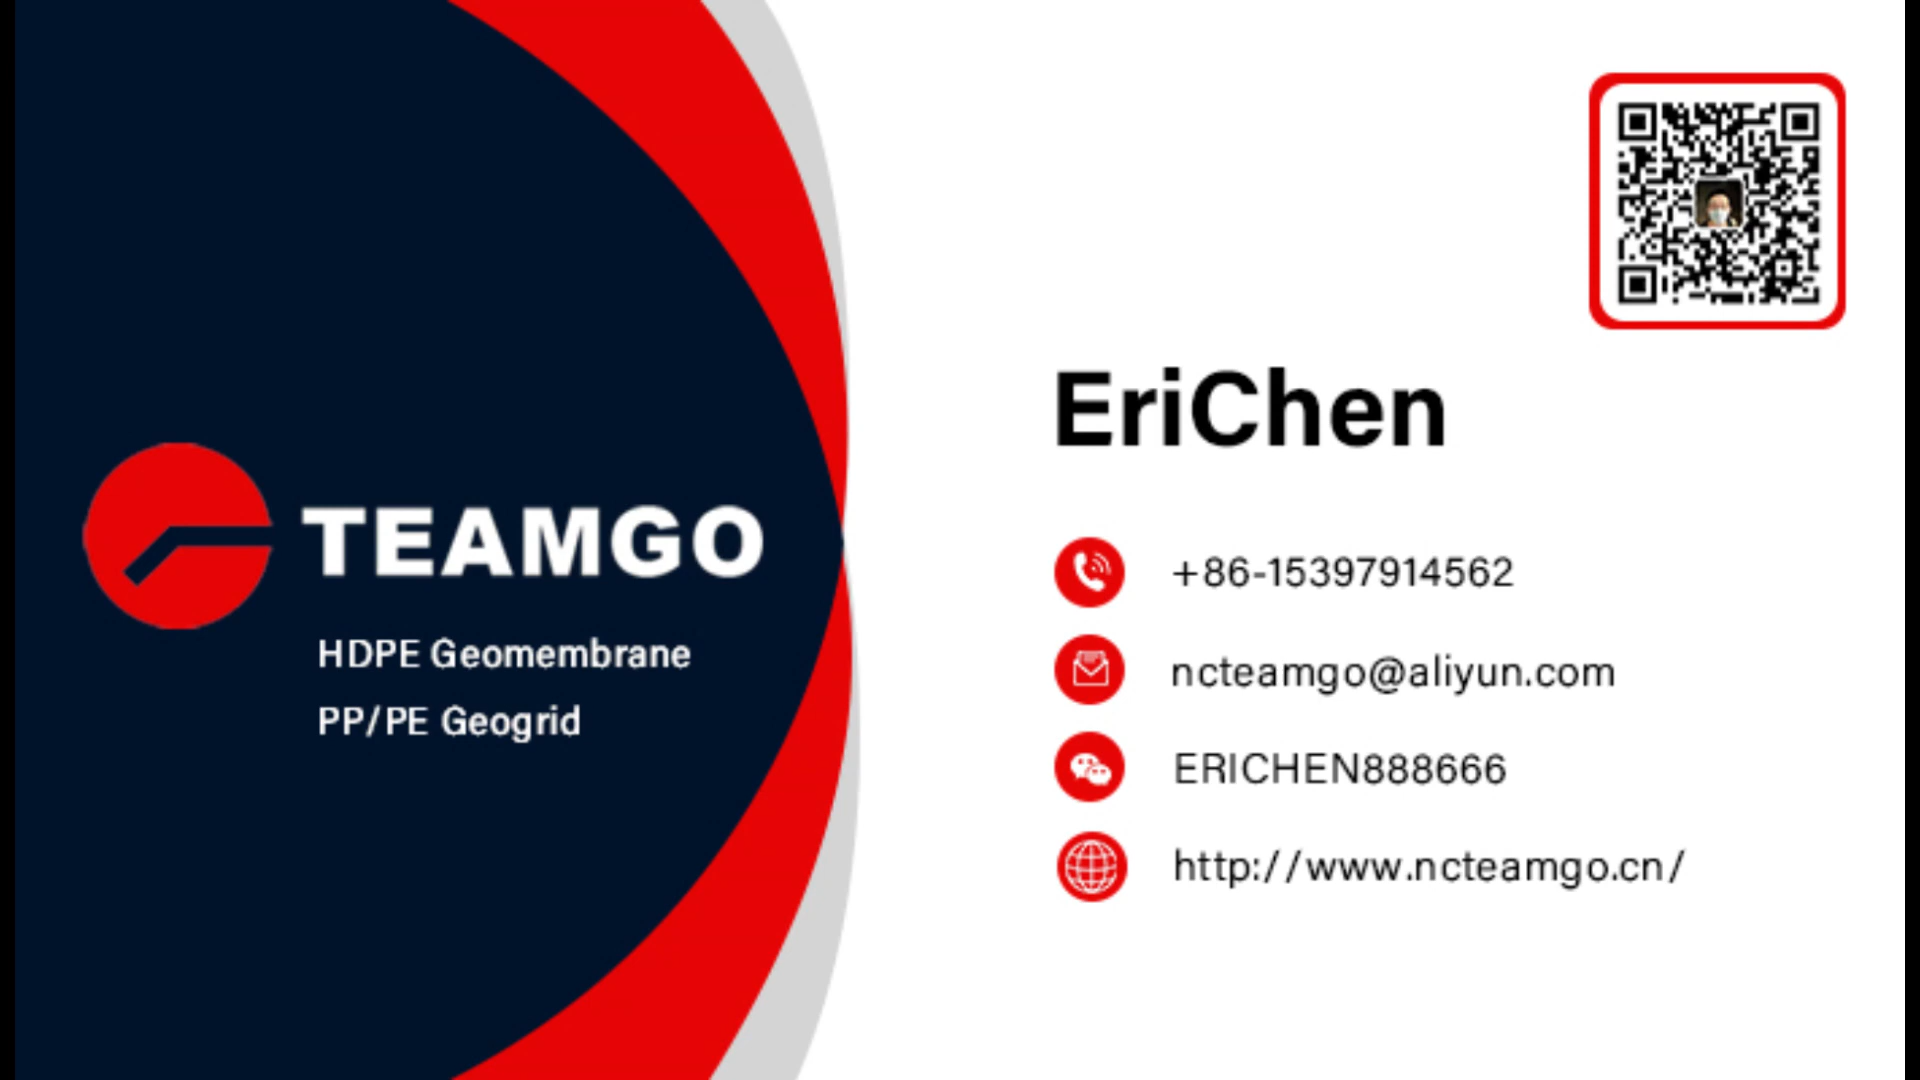 TEAMGO
HDPE Geomembrane
PP/PE Geogrid
EriChen
+86-15397914562
ncteamgo@aliyun.com
ERICHEN888666
http://www.ncteamgo.cn/